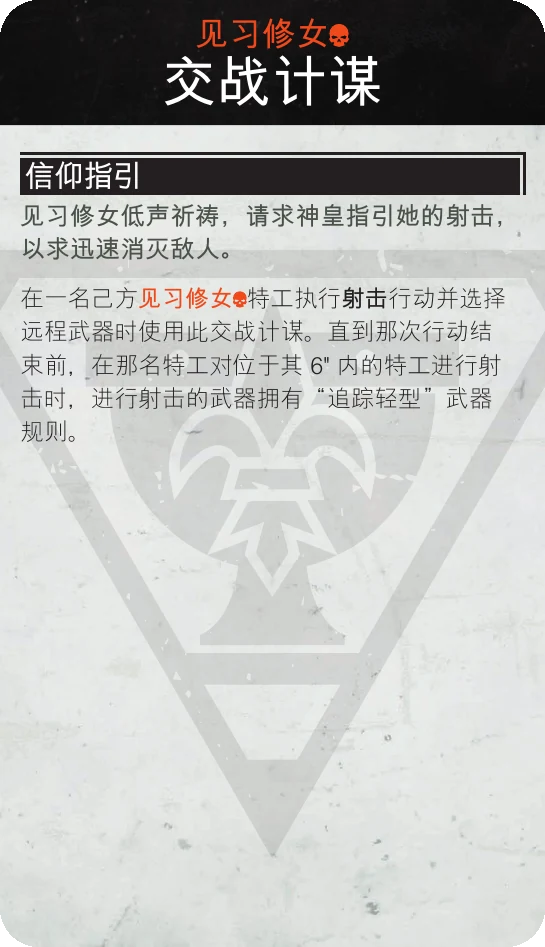 见习修女
交战计谋
信仰指引
见习修女低声祈祷，请求神皇指引她的射击，
以求迅速消灭敌人。
在一名己方见习修女特工执行射击行动并选择
远程武器时使用此交战计谋。直到那次行动结
束前，在那名特工对位于其 6" 内的特工进行射
击时，进行射击的武器拥有“追踪轻型”武器
规则。